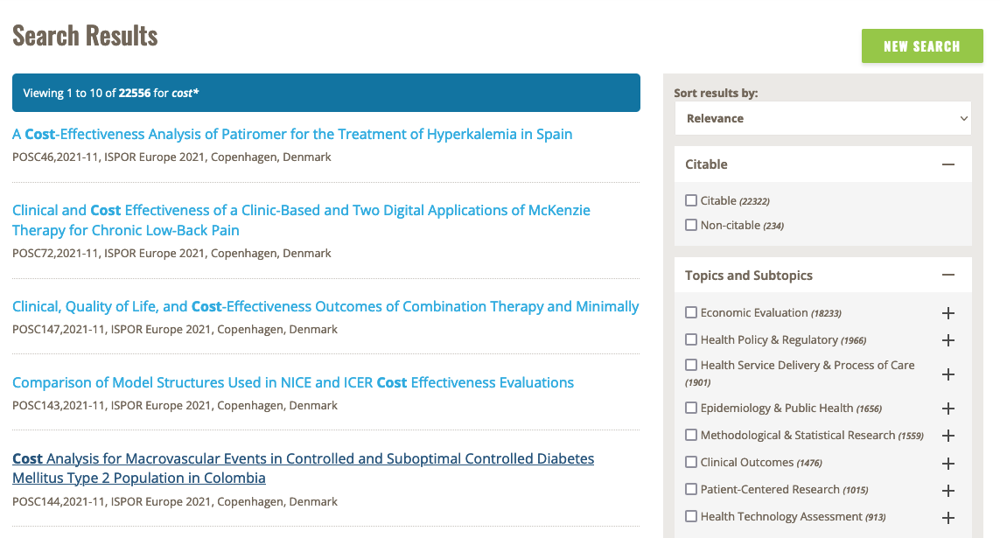 Search Results
NEW SEARCH
Viewing 1 to 10 of 22556 for cost*
A Cost-Effectiveness Analysis of Patiromer for the Treatment of Hyperkalemia in Spain
POSC46,2021-11, ISPOR Europe 2021, Copenhagen, Denmark
Clinical and Cost Effectiveness of a Clinic-Based and Two Digital Applications of McKenzie
Therapy for Chronic Low-Back Pain
POSC72,2021-11, ISPOR Europe 2021, Copenhagen, Denmark
Clinical, Quality of Life, and Cost-Effectiveness Outcomes of Combination Therapy and Minimally
POSC147,2021-11, ISPOR Europe 2021, Copenhagen, Denmark
Comparison of Model Structures Used in NICE and ICER Cost Effectiveness Evaluations
POSC143,2021-11, ISPOR Europe 2021, Copenhagen, Denmark
Cost Analysis for Macrovascular Events in Controlled and Suboptimal Controlled Diabetes
Mellitus Type 2 Population in Colombia
POSC144,2021-11, ISPOR Europe 2021, Copenhagen, Denmark
Sort results by:
Relevance
Citable
Citable (22322)
Non-citable (234)
Topics and Subtopics
Economic Evaluation (18233)
Health Policy & Regulatory (1966)
Health Service Delivery & Process of Care
(1901)
Epidemiology & Public Health (1656)
Methodological & Statistical Research (1559)
Clinical Outcomes (1476)
Patient-Centered Research (1015)
Health Technology Assessment (913)